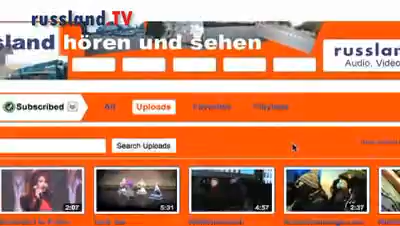 russland.TV
sland hören und sehen
russla
Audio, Video
Subscribed All Uploads Favorites Playlists
Search Uploads
2:07 5:31 4:57 2:37